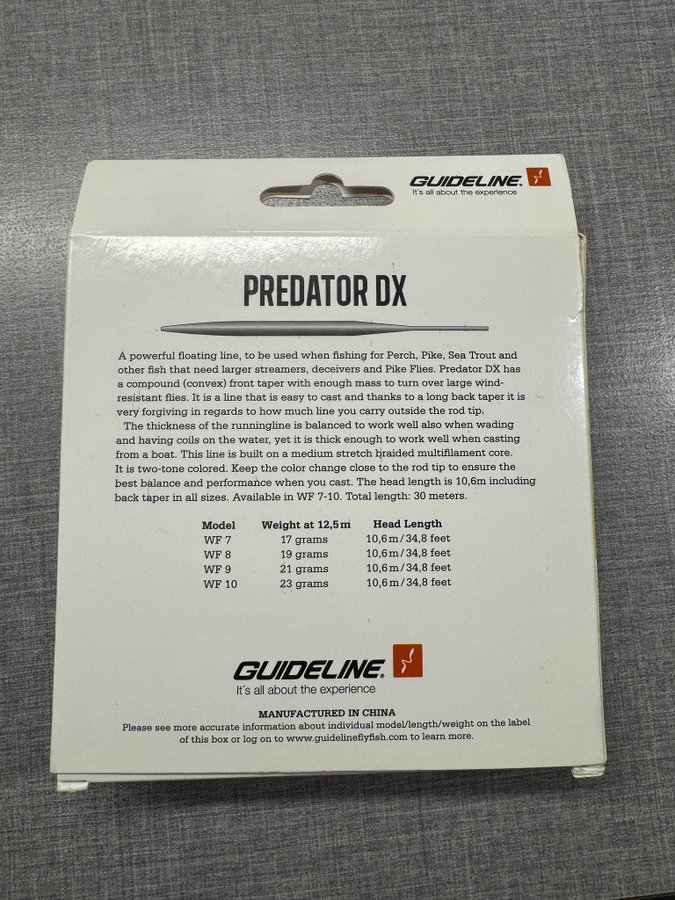 GUIDELINE®
It's all about the experience
PREDATOR DX
A powerful floating line, to be used when fishing for Perch, Pike, Sea Trout and
other fish that need larger streamers, deceivers and Pike Flies. Predator DX has
a compound (convex) front taper with enough mass to turn over large wind-
resistant flies. It is a line that is easy to cast and thanks to a long back taper it is
very forgiving in regards to how much line you carry outside the rod tip.
The thickness of the runningline is balanced to work well also when wading
and having coils on the water, yet it is thick enough to work well when casting
from a boat. This line is built on a medium stretch braided multifilament core.
It is two-tone colored. Keep the color change close to the rod tip to ensure the
best balance and performance when you cast. The head length is 10,6m including
back taper in all sizes. Available in WF 7-10. Total length: 30 meters.
Model Weight at 12,5m Head Length
WF 7 17 grams 10,6m/34,8 feet
WF 8 19 grams 10,6m/34,8 feet
WF 9 21 grams 10,6m/34,8 feet
WF 10 23 grams 10,6m/34,8 feet
GUIDELINE®
It's all about the experience
MANUFACTURED IN CHINA
Please see more accurate information about individual model/length/weight on the label
of this box or log on to www.guidelineflyfish.com to learn more.